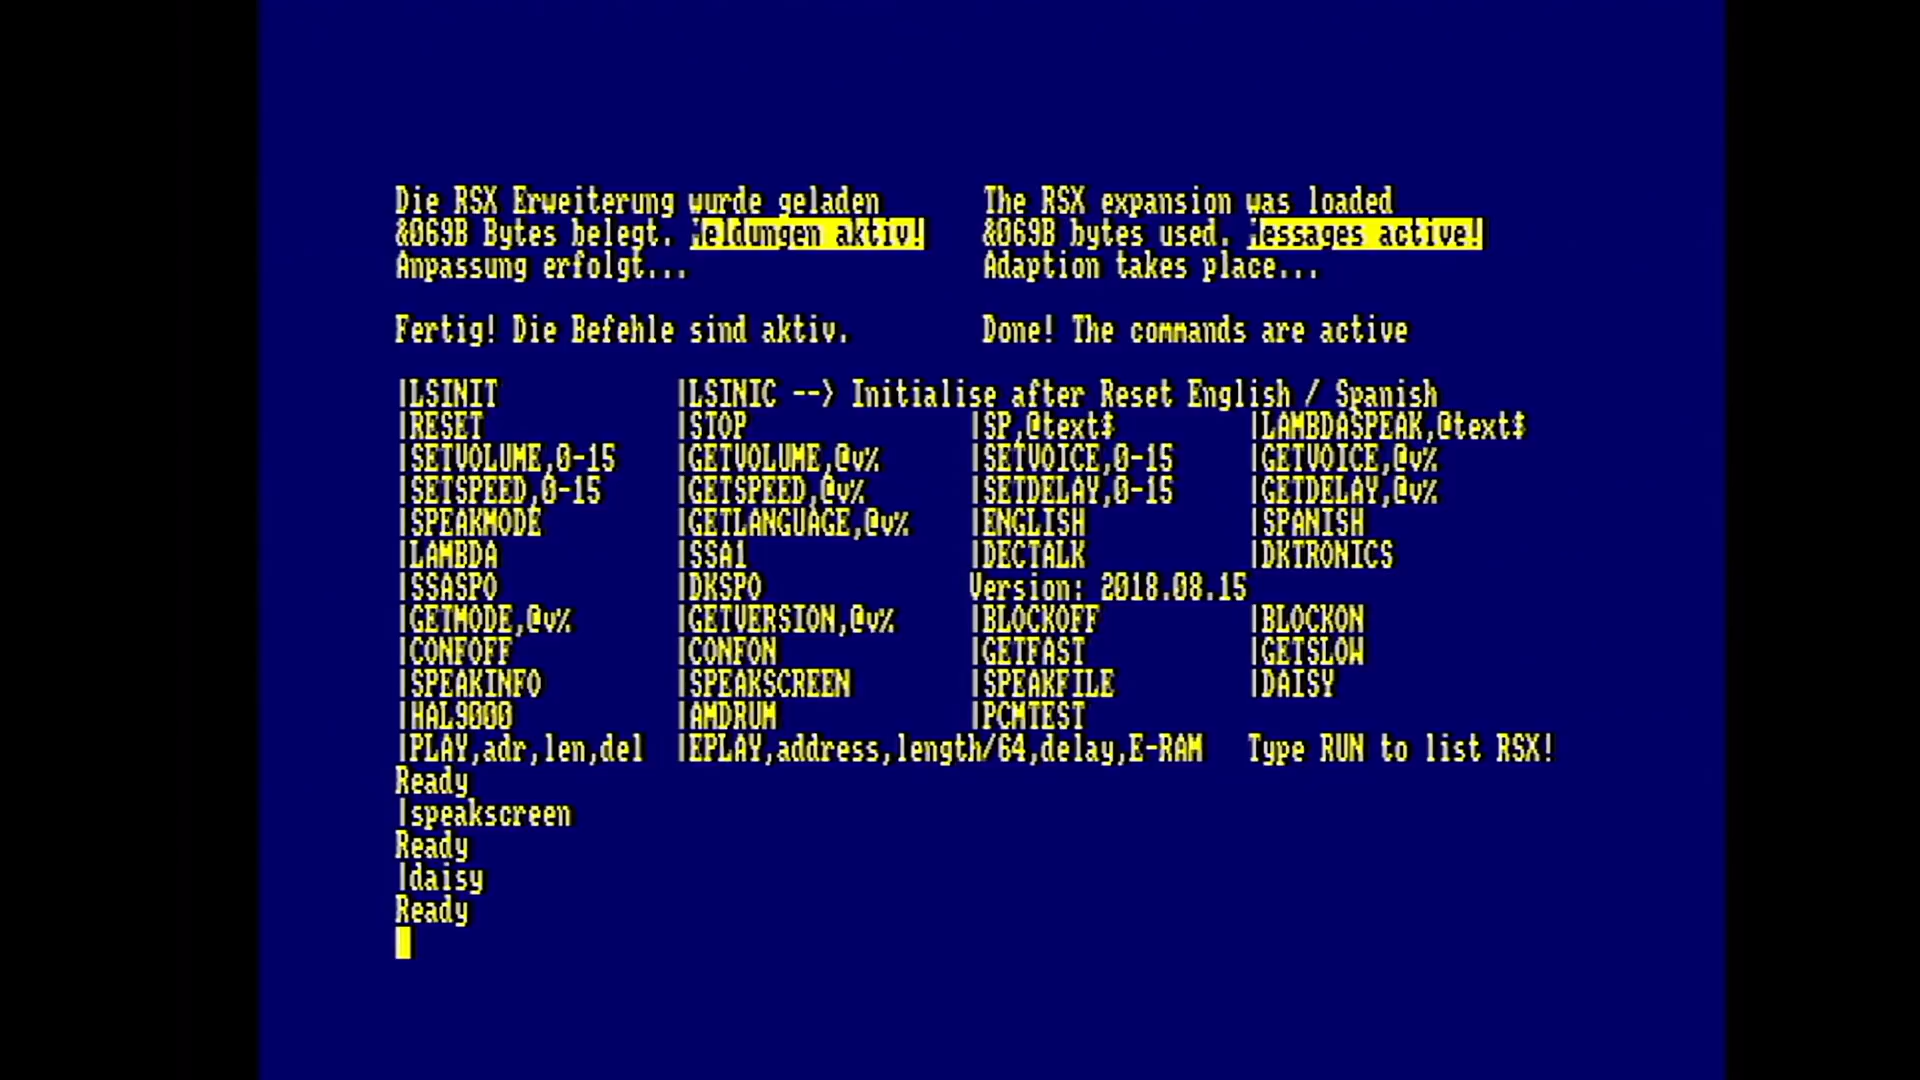 Die RSX Erweiterung wurde geladen The RSX expansion was loaded
&069B Bytes belegt. Meldungen aktiv! &069B bytes used. Messages active!
Anpassung erfolgt... Adaption takes place...
Fertig! Die Befehle sind aktiv. Done! The commands are active
|LSINIT |LSINIC --> Initialise after Reset English / Spanish
|RESET |STOP |SP,@text$ |LAMBDASPEAK,@text$
|SETVOLUME,0-15 |GETVOLUME,@v% |SETVOICE,0-15 |GETVOICE,@v%
|SETSPEED,0-15 |GETSPEED,@v% |SETDELAY,0-15 |GETDELAY,@v%
|SPEAKMODE |GETLANGUAGE,@v% |ENGLISH |SPANISH
|LAMBDA |SSA1 |DECTALK |DKTRONICS
|SSASPO |DKSPO Version: 2018.08.15
|GETMODE,@v% |GETVERSION,@v% |BLOCKOFF |BLOCKON
|CONFOFF |CONFON |GETFAST |GETSLOW
|SPEAKINFO |SPEAKSCREEN |SPEAKFILE |DAISY
|HAL9000 |AMDRUM |PCMTEST
|PLAY,adr,len,del |EPLAY,address,length/64,delay,E-RAM Type RUN to list RSX!
Ready
|speakscreen
Ready
|daisy
Ready